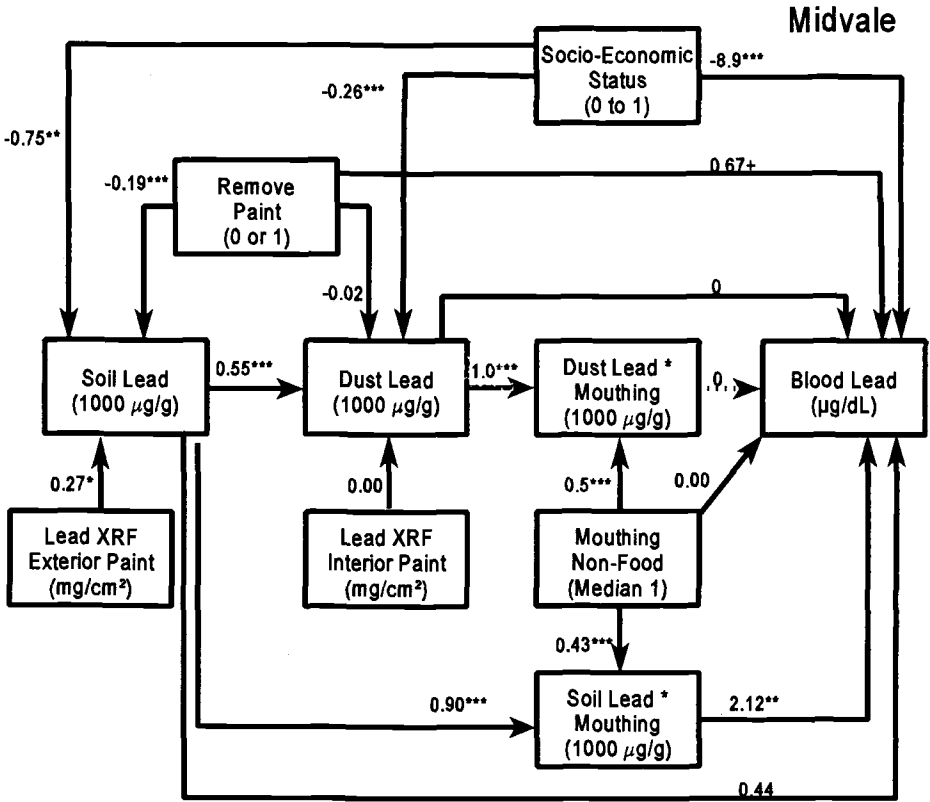 Midvale
Socio-Economic
Status
(0 to 1)
-8.9***
-0.26***
-0.75**
-0.19***
Remove
Paint
(0 or 1)
0.67+
-0.02
0
Soil Lead
(1000 µg/g)
0.55***
Dust Lead
(1000 µg/g)
1.0***
Dust Lead *
Mouthing
(1000 µg/g)
0
Blood Lead
(µg/dL)
0.27*
0.00
0.5***
0.00
Lead XRF
Exterior Paint
(mg/cm²)
Lead XRF
Interior Paint
(mg/cm²)
Mouthing
Non-Food
(Median 1)
0.43***
0.90***
Soil Lead *
Mouthing
(1000 µg/g)
2.12**
0.44